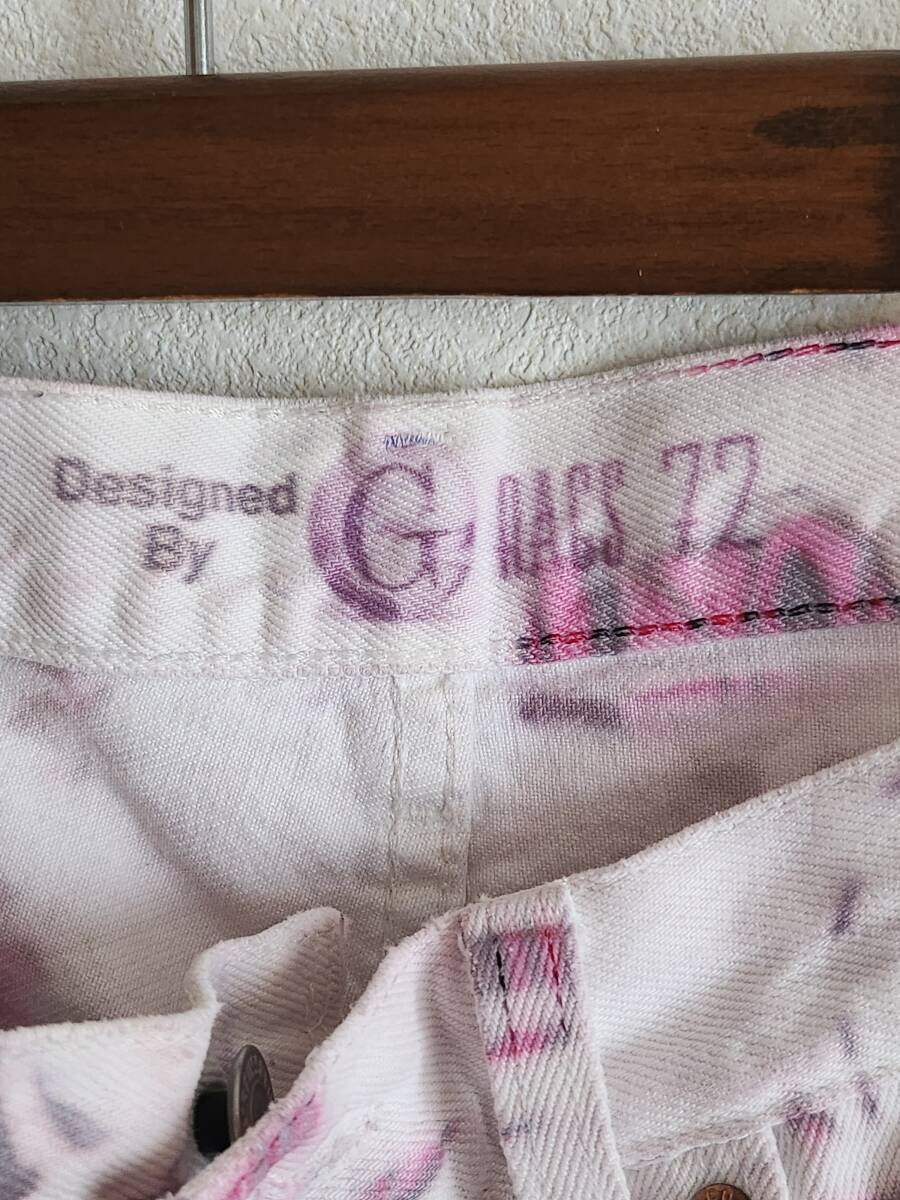 Designed
By
G RAGS 72